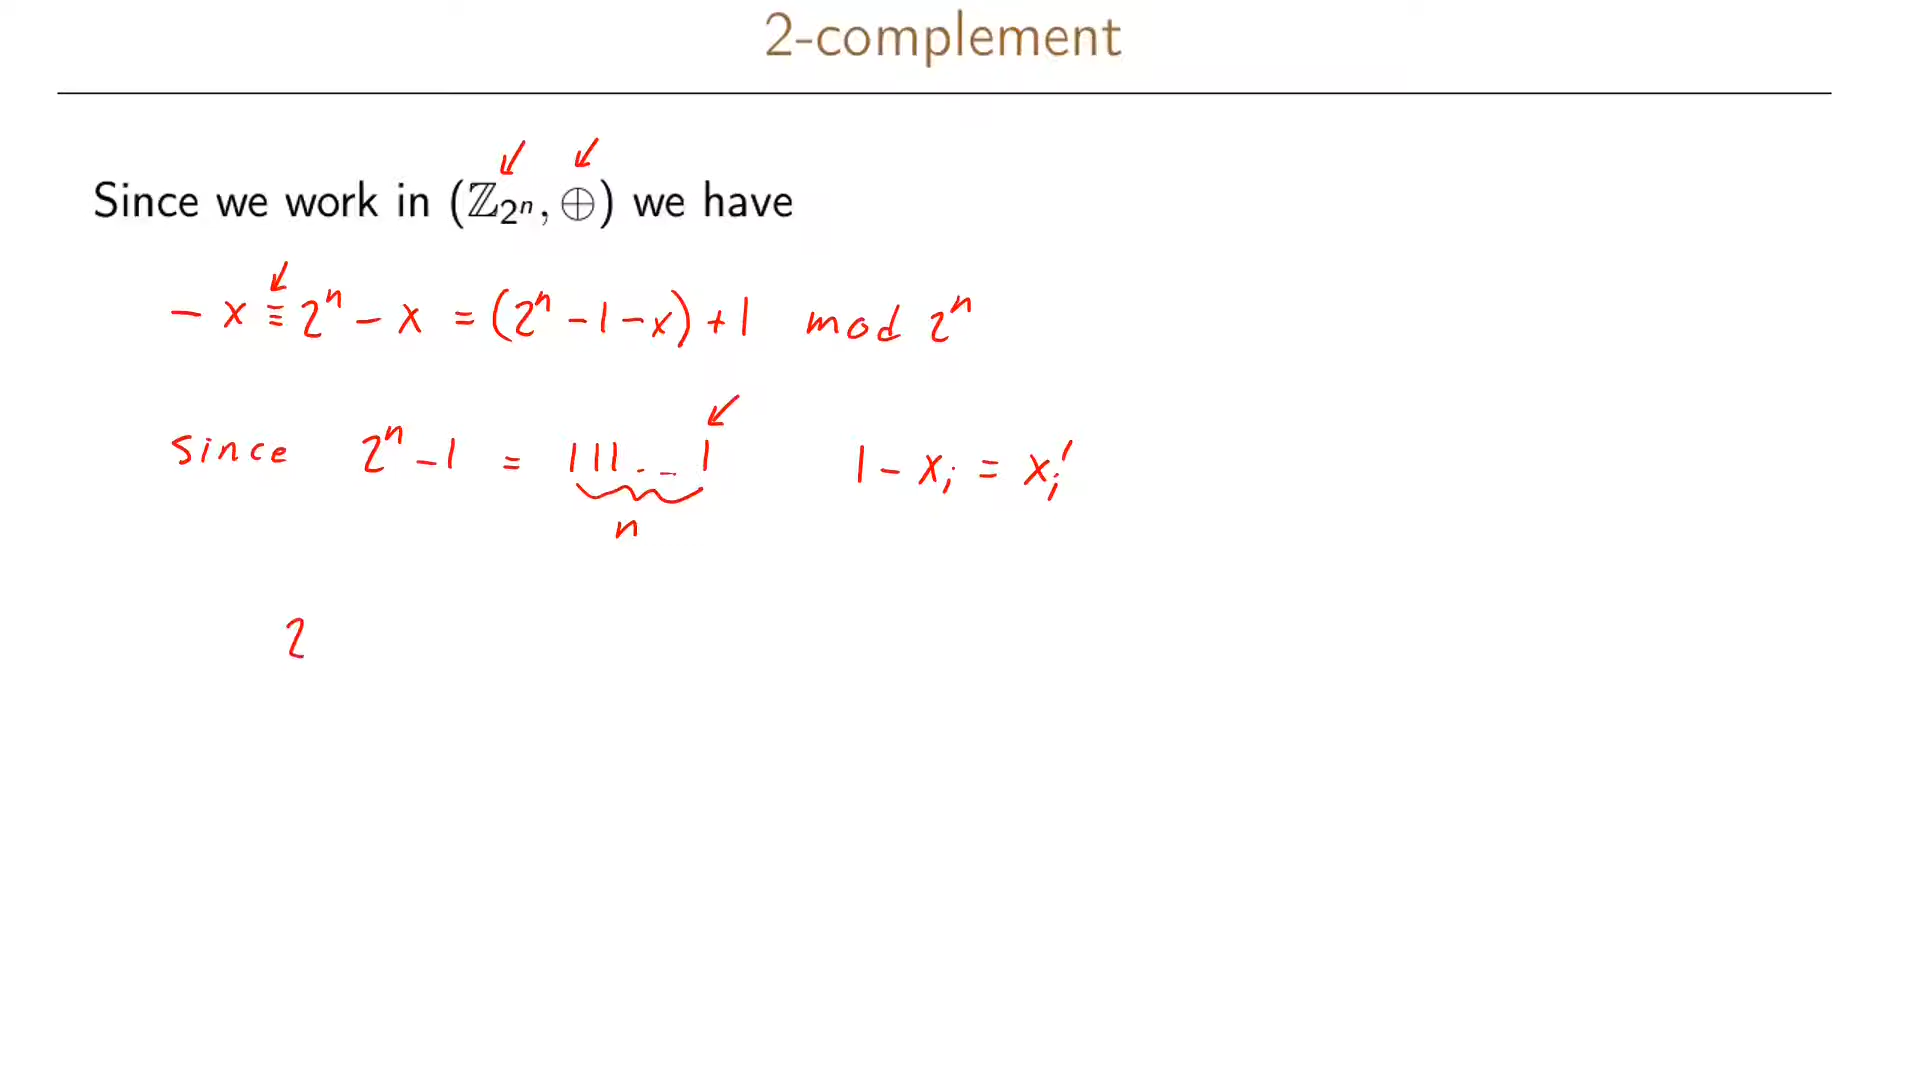 2-complement
Since we work in (ℤ₂ⁿ, ⊕) we have
- x ≡ 2ⁿ - x = (2ⁿ - 1 - x) + 1 mod 2ⁿ
since 2ⁿ - 1 = 111...1 1 - xᵢ = xᵢ'
n
2